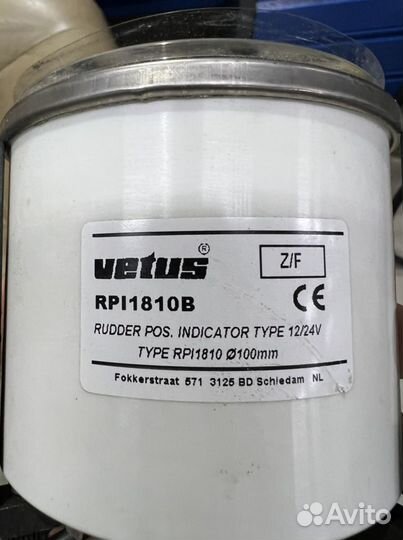 vetus ®
Z/F
RPI1810B
CE
RUDDER POS. INDICATOR TYPE 12/24V
TYPE RPI1810 Ø100mm
Fokkerstraat 571 3125 BD Schiedam NL
Avito